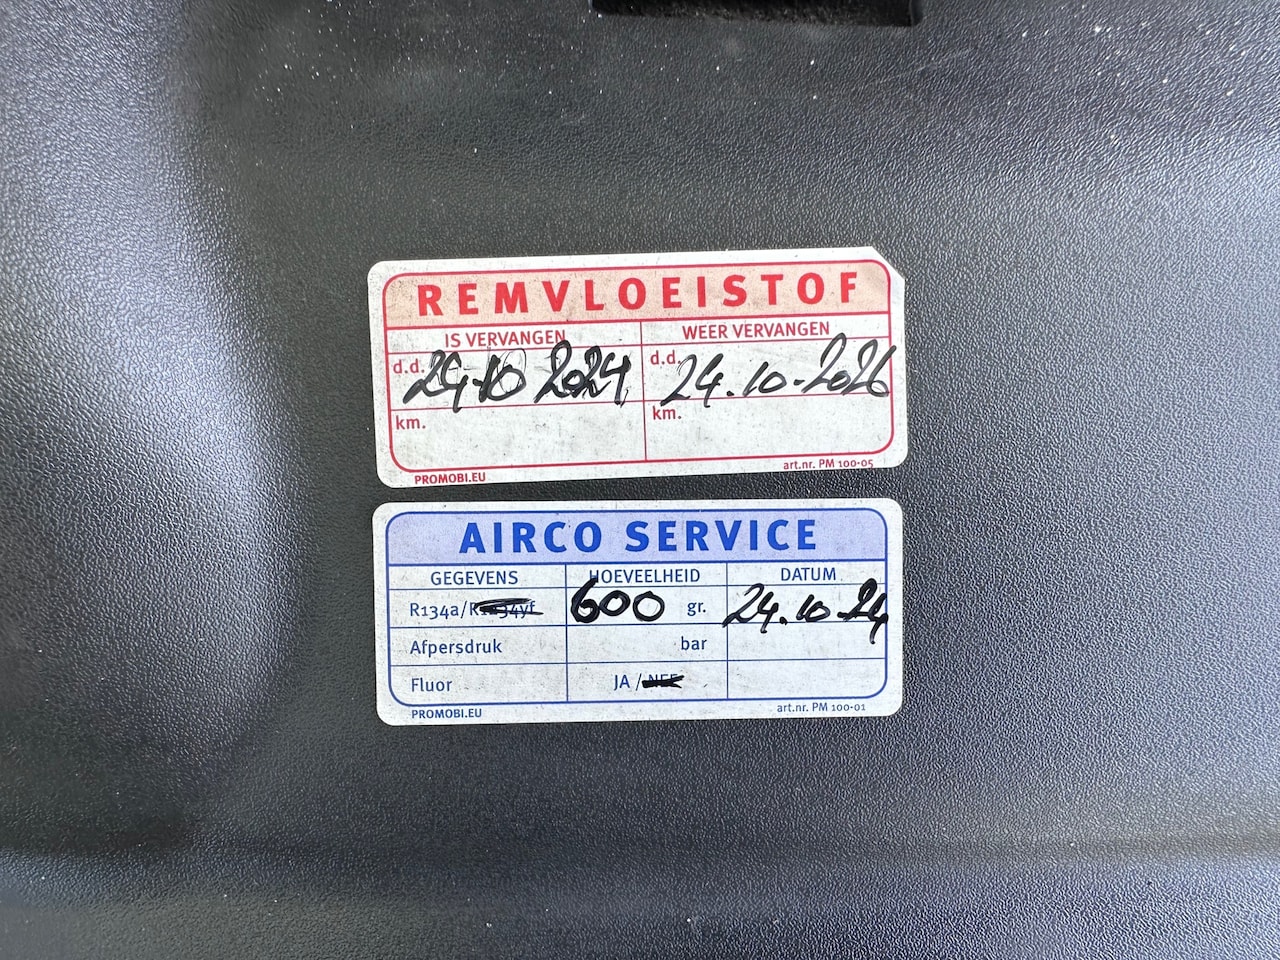 REMVLOEISTOF
IS VERVANGEN WEER VERVANGEN
d.d. 24-10 2024 d.d. 24.10-2026
km. km.
PROMOBI.EU art.nr. PM 100-05
AIRCO SERVICE
GEGEVENS HOEVEELHEID DATUM
R134a/R1234yf 600 gr. 24.10-24
Afpersdruk bar
Fluor JA / NEE
PROMOBI.EU art.nr. PM 100-01